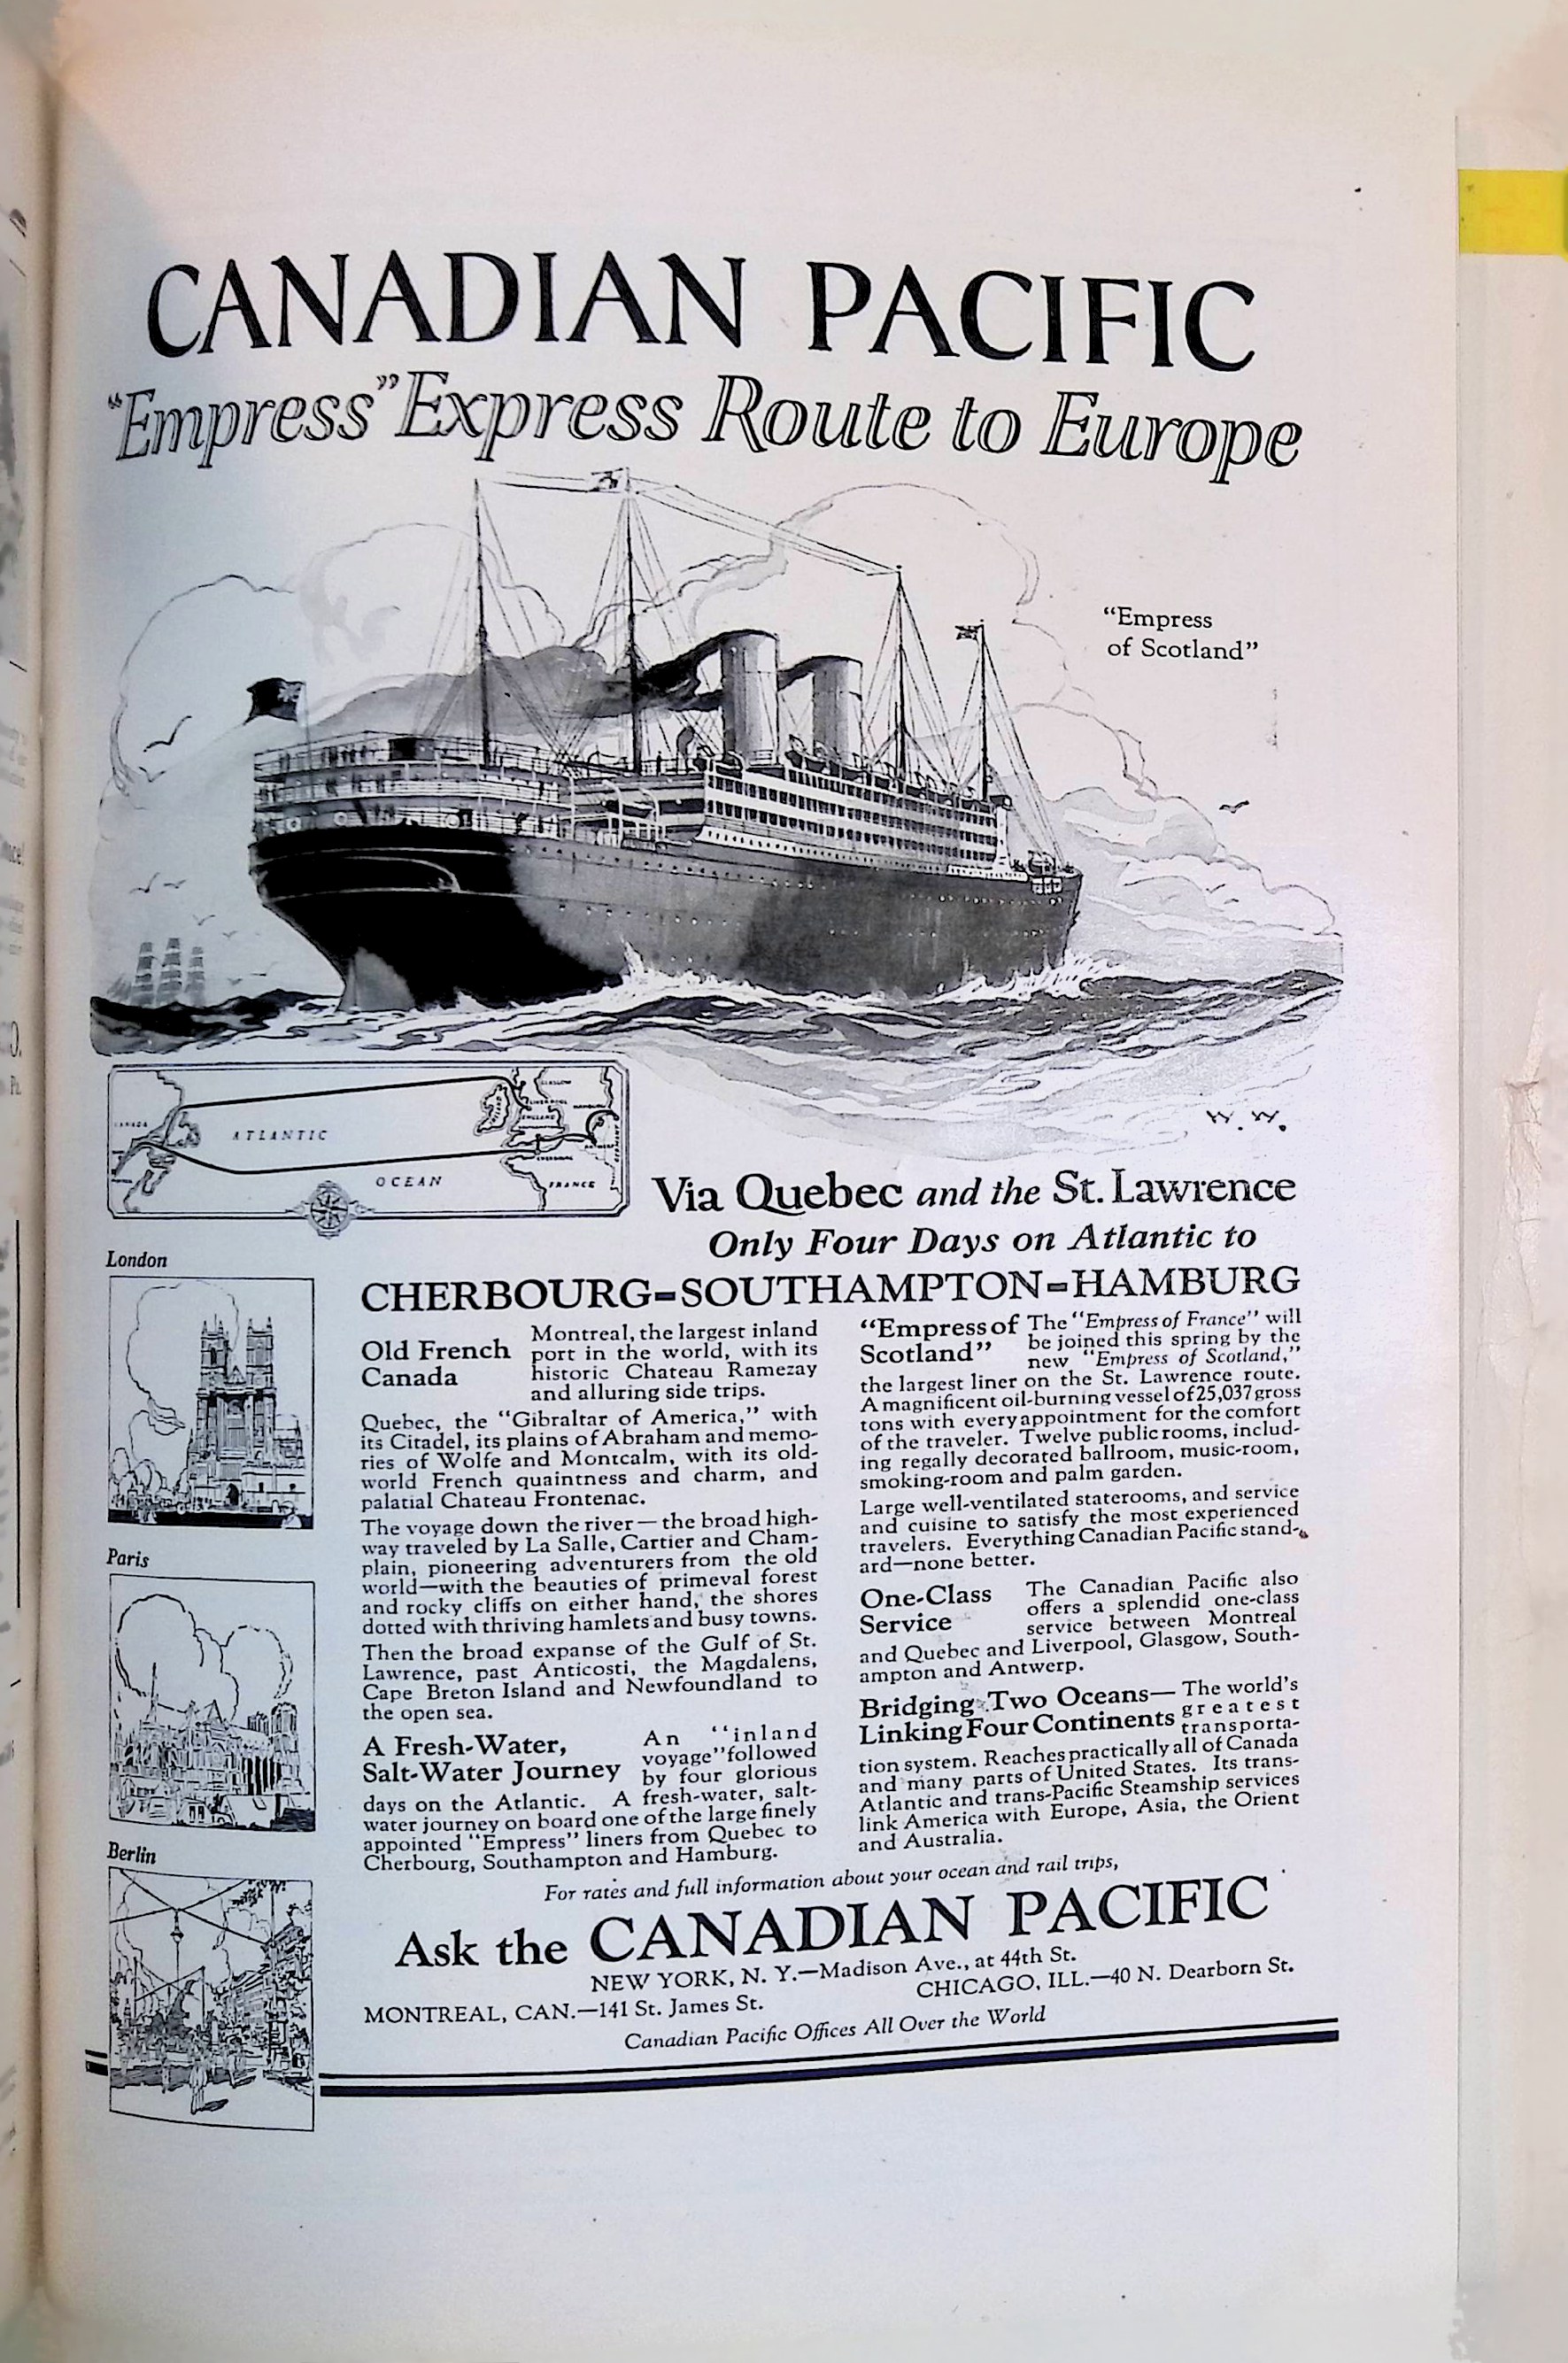 CANADIAN PACIFIC
“Empress” Express Route to Europe
“Empress
of Scotland”
W.W.
CANADA
ATLANTIC
OCEAN
GLASGOW
LIVERPOOL
ENGLAND
HAMBURG
CHERBOURG
FRANCE
Via Quebec and the St. Lawrence
Only Four Days on Atlantic to
CHERBOURG=SOUTHAMPTON=HAMBURG
London
Paris
Berlin
Old French
Canada
Montreal, the largest inland
port in the world, with its
historic Chateau Ramezay
and alluring side trips.
Quebec, the “Gibraltar of America,” with
its Citadel, its plains of Abraham and memo-
ries of Wolfe and Montcalm, with its old-
world French quaintness and charm, and
palatial Chateau Frontenac.
The voyage down the river—the broad high-
way traveled by La Salle, Cartier and Cham-
plain, pioneering adventurers from the old
world—with the beauties of primeval forest
and rocky cliffs on either hand, the shores
dotted with thriving hamlets and busy towns.
Then the broad expanse of the Gulf of St.
Lawrence, past Anticosti, the Magdalens,
Cape Breton Island and Newfoundland to
the open sea.
A Fresh-Water,
Salt-Water Journey
An “inland
voyage” followed
by four glorious
days on the Atlantic. A fresh-water, salt-
water journey on board one of the large finely
appointed “Empress” liners from Quebec to
Cherbourg, Southampton and Hamburg.
“Empress of
Scotland”
The “Empress of France” will
be joined this spring by the
new “Empress of Scotland,”
the largest liner on the St. Lawrence route.
A magnificent oil-burning vessel of 25,037 gross
tons with every appointment for the comfort
of the traveler. Twelve public rooms, includ-
ing regally decorated ballroom, music-room,
smoking-room and palm garden.
Large well-ventilated staterooms, and service
and cuisine to satisfy the most experienced
travelers. Everything Canadian Pacific stand-
ard—none better.
One-Class
Service
The Canadian Pacific also
offers a splendid one-class
service between Montreal
and Quebec and Liverpool, Glasgow, South-
ampton and Antwerp.
Bridging Two Oceans—
Linking Four Continents
The world's
greatest
transporta-
tion system. Reaches practically all of Canada
and many parts of United States. Its trans-
Atlantic and trans-Pacific Steamship services
link America with Europe, Asia, the Orient
and Australia.
For rates and full information about your ocean and rail trips,
Ask the CANADIAN PACIFIC
NEW YORK, N. Y.—Madison Ave., at 44th St.
CHICAGO, ILL.—40 N. Dearborn St.
MONTREAL, CAN.—141 St. James St.
Canadian Pacific Offices All Over the World